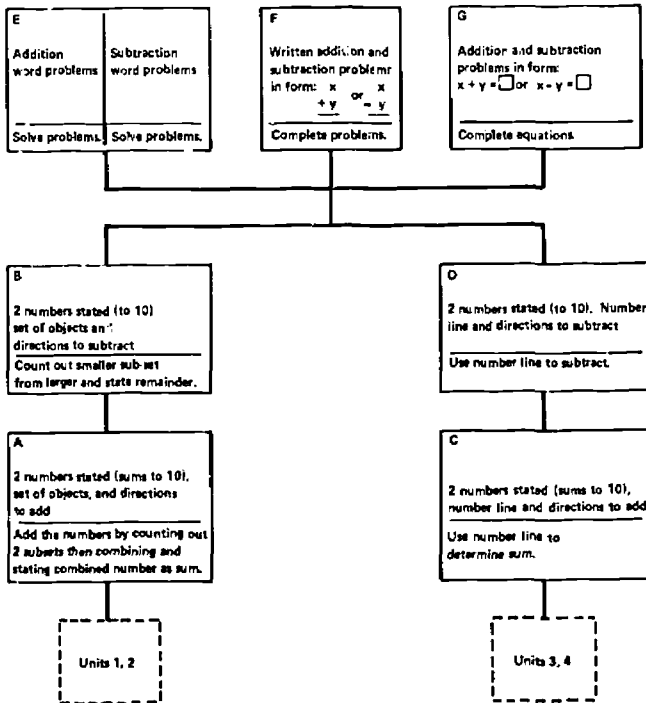 E
Addition
word problems
Subtraction
word problems
Solve problems.
Solve problems.
F
Written addition and
subtraction problems
in form: x or x
+ y - y
Complete problems.
G
Addition and subtraction
problems in form:
x + y = □ or x - y = □
Complete equations.
B
2 numbers stated (to 10)
set of objects an
directions to subtract
Count out smaller sub-set
from larger and state remainder.
D
2 numbers stated (to 10). Number
line and directions to subtract
Use number line to subtract.
A
2 numbers stated (sums to 10),
set of objects, and directions
to add
Add the numbers by counting out
2 subsets then combining and
stating combined number as sum.
C
2 numbers stated (sums to 10),
number line and directions to add
Use number line to
determine sum.
Units 1, 2
Units 3, 4